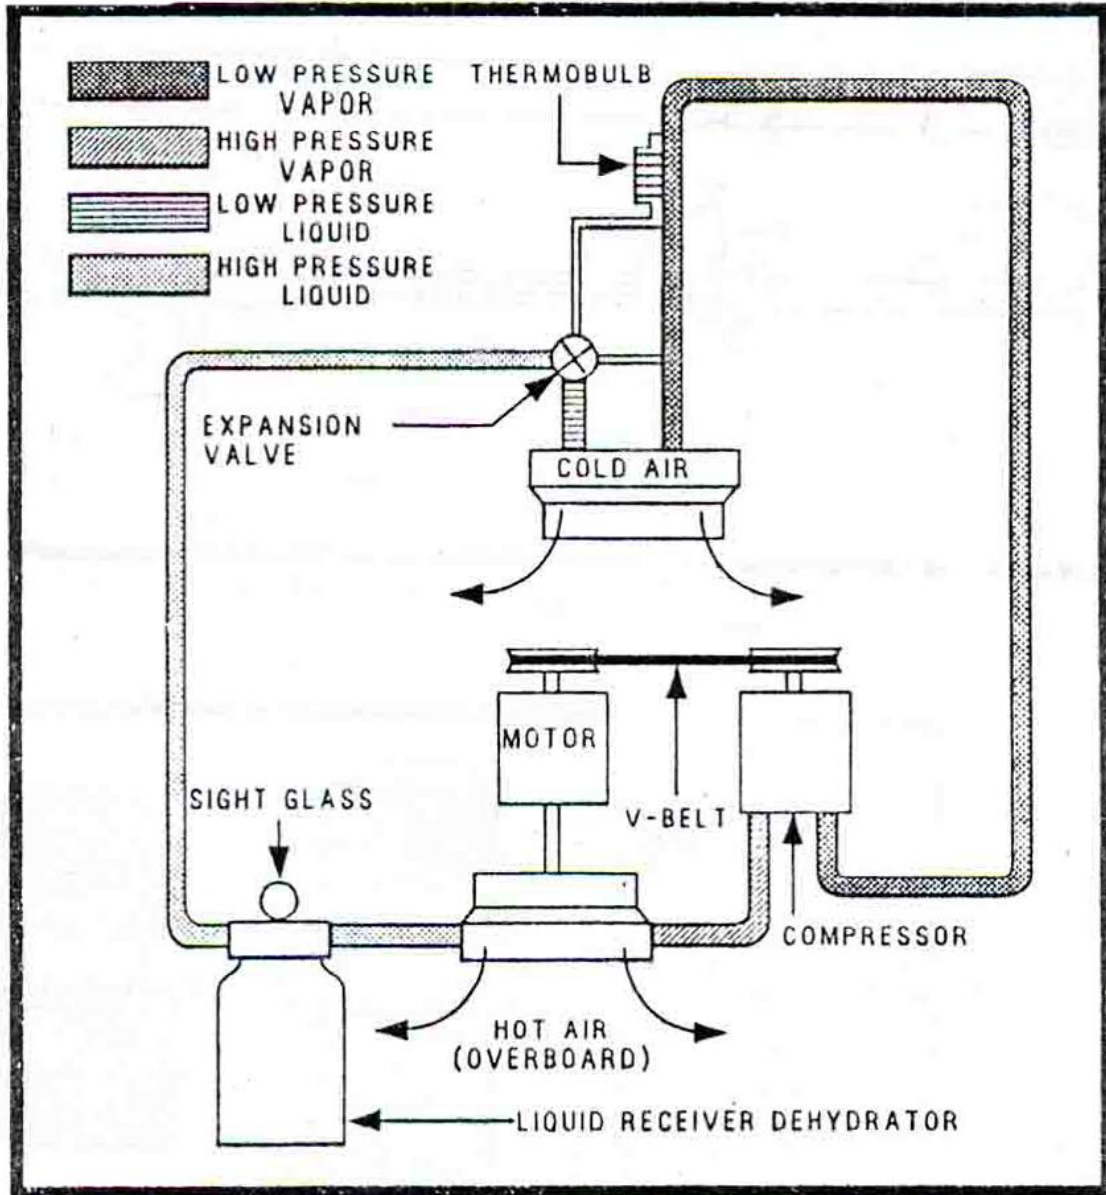 LOW PRESSURE
VAPOR
HIGH PRESSURE
VAPOR
LOW PRESSURE
LIQUID
HIGH PRESSURE
LIQUID
THERMOBULB
EXPANSION
VALVE
COLD AIR
MOTOR
V-BELT
SIGHT GLASS
COMPRESSOR
HOT AIR
(OVERBOARD)
LIQUID RECEIVER DEHYDRATOR